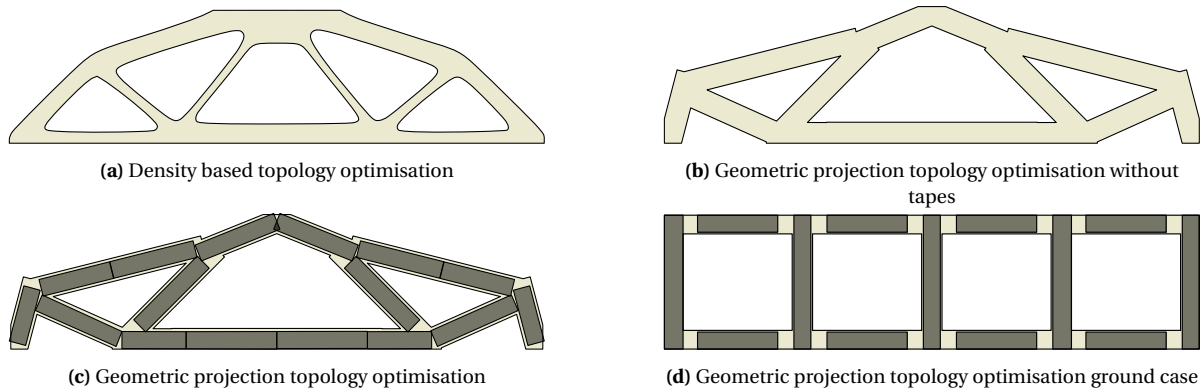 (a) Density based topology optimisation
(b) Geometric projection topology optimisation without
tapes
(c) Geometric projection topology optimisation
(d) Geometric projection topology optimisation ground case